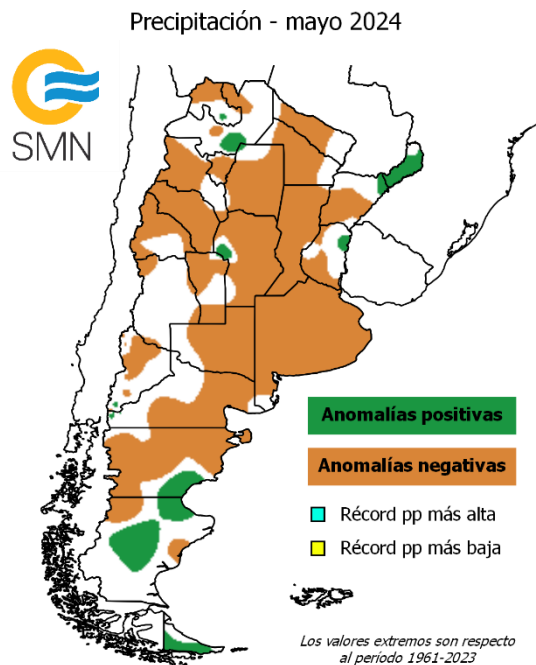 Precipitación - mayo 2024
SMN
Anomalías positivas
Anomalías negativas
Récord pp más alta
Récord pp más baja
Los valores extremos son respecto
al período 1961-2023